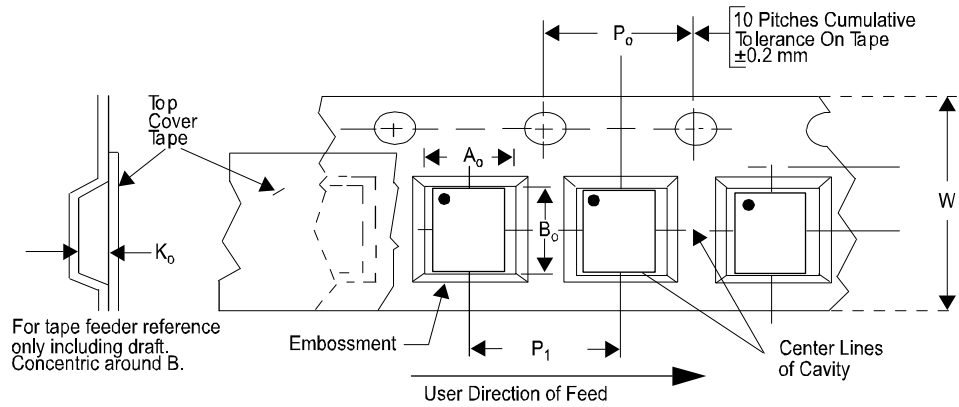 10 Pitches Cumulative
Tolerance On Tape
±0.2 mm
Po
Top
Cover
Tape
Ao
W
Bo
Ko
For tape feeder reference
only including draft.
Concentric around B.
Embossment
P1
Center Lines
of Cavity
User Direction of Feed